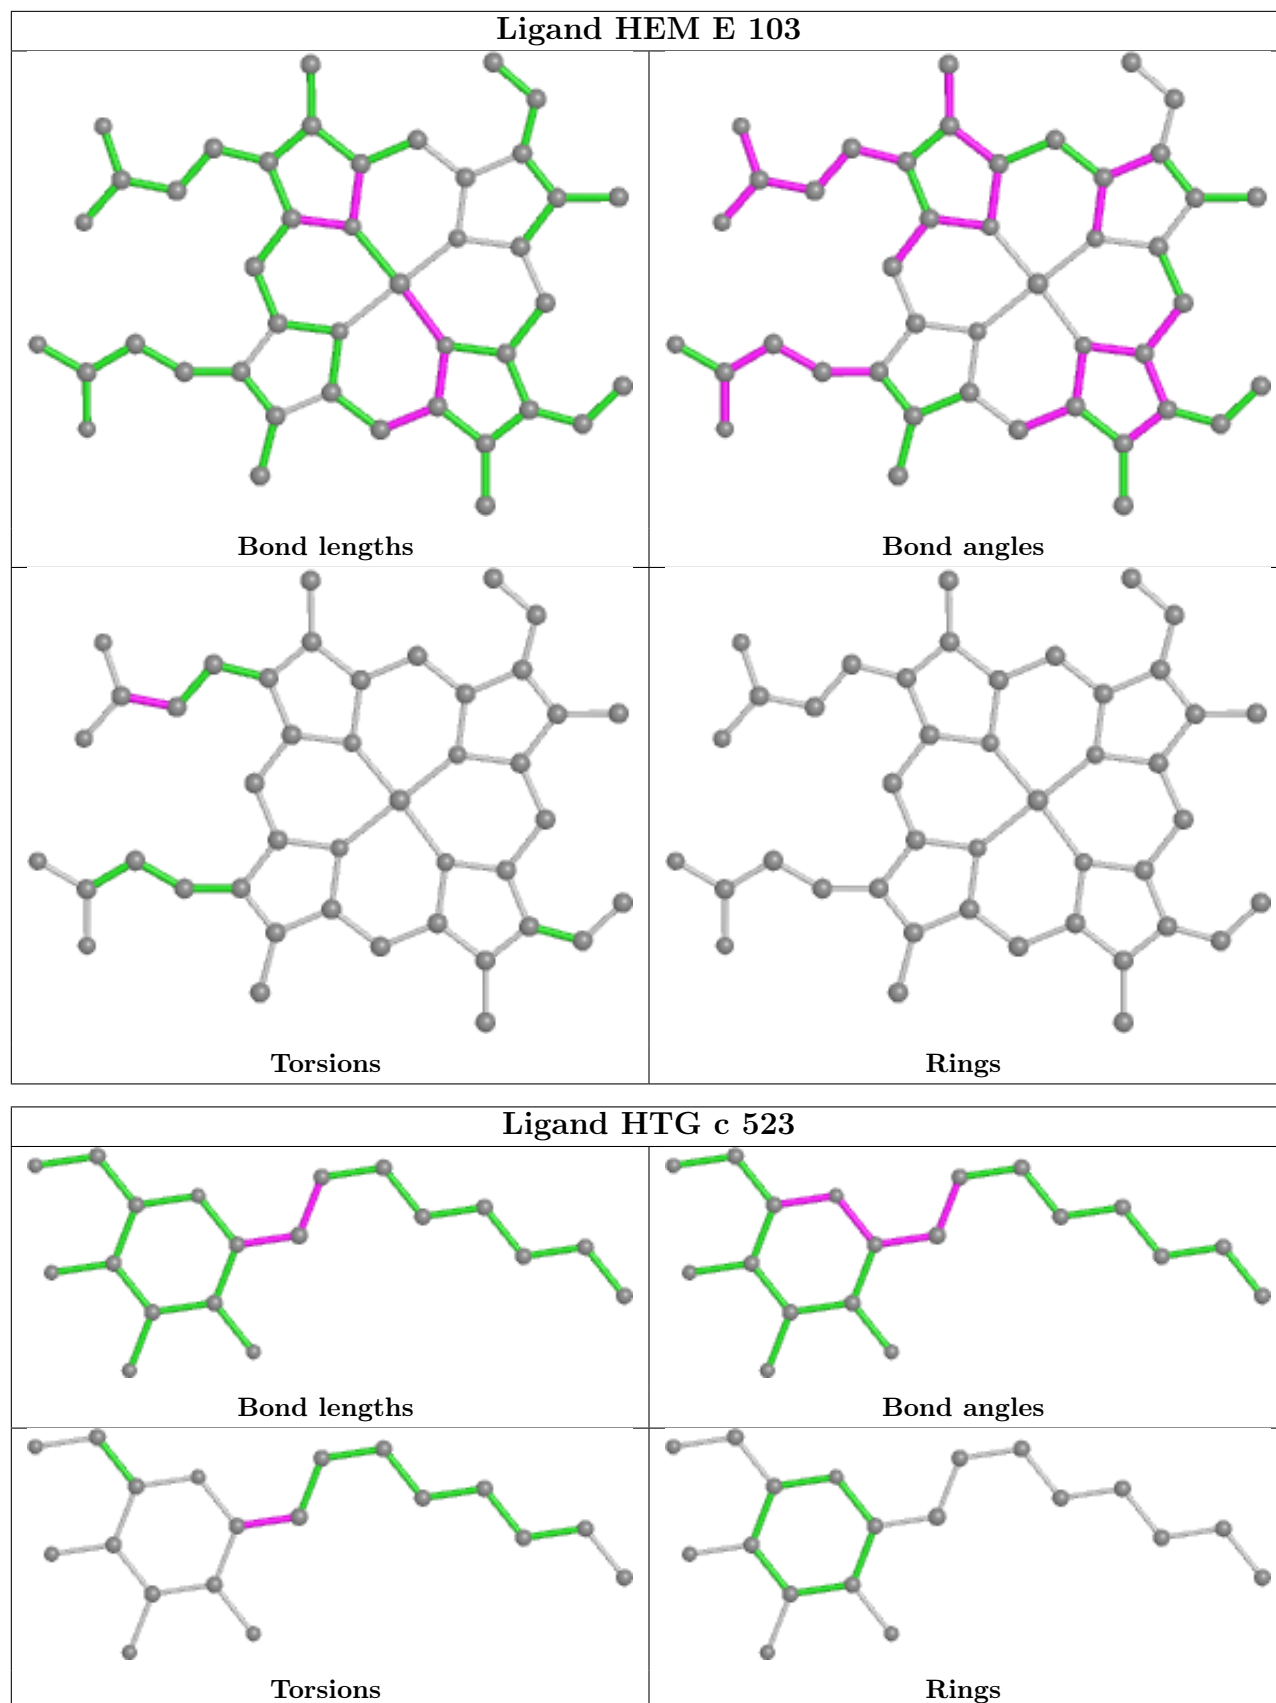 Ligand HEM E 103
Bond lengths
Bond angles
Torsions
Rings
Ligand HTG c 523
Bond lengths
Bond angles
Torsions
Rings